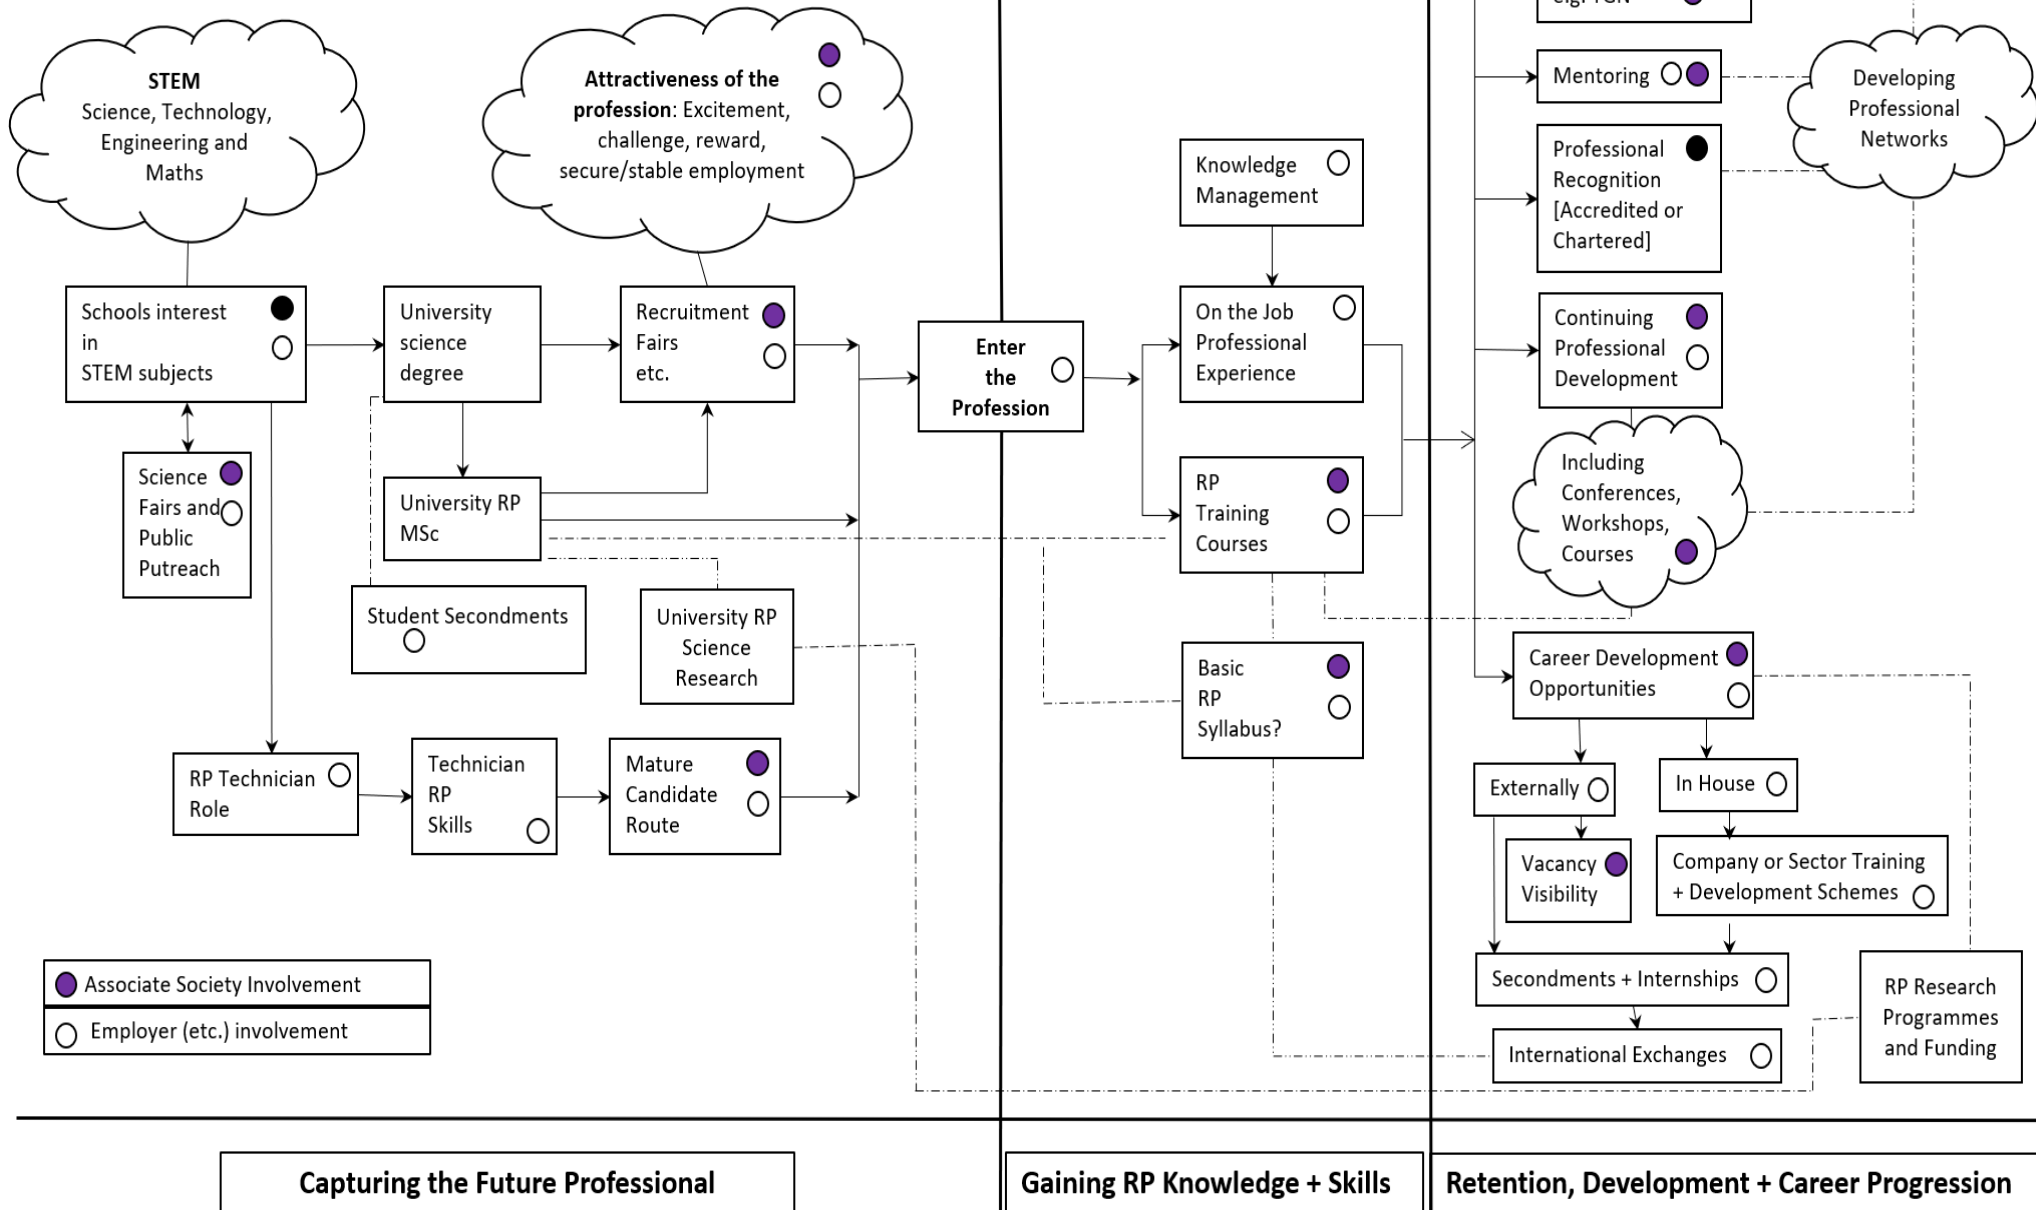 STEM
Science, Technology,
Engineering and
Maths
Attractiveness of the
profession: Excitement,
challenge, reward,
secure/stable employment
Schools interest
in
STEM subjects
University
science
degree
Recruitment
Fairs
etc.
Science
Fairs and
Public
Putreach
University RP
MSc
Student Secondments
University RP
Science
Research
RP Technician
Role
Technician
RP
Skills
Mature
Candidate
Route
Enter
the
Profession
Knowledge
Management
On the Job
Professional
Experience
RP
Training
Courses
Basic
RP
Syllabus?
Mentoring
Developing
Professional
Networks
Professional
Recognition
[Accredited or
Chartered]
Continuing
Professional
Development
Including
Conferences,
Workshops,
Courses
Career Development
Opportunities
Externally
In House
Vacancy
Visibility
Company or Sector Training
+ Development Schemes
Secondments + Internships
International Exchanges
RP Research
Programmes
and Funding
Associate Society Involvement
Employer (etc.) involvement
Capturing the Future Professional
Gaining RP Knowledge + Skills
Retention, Development + Career Progression